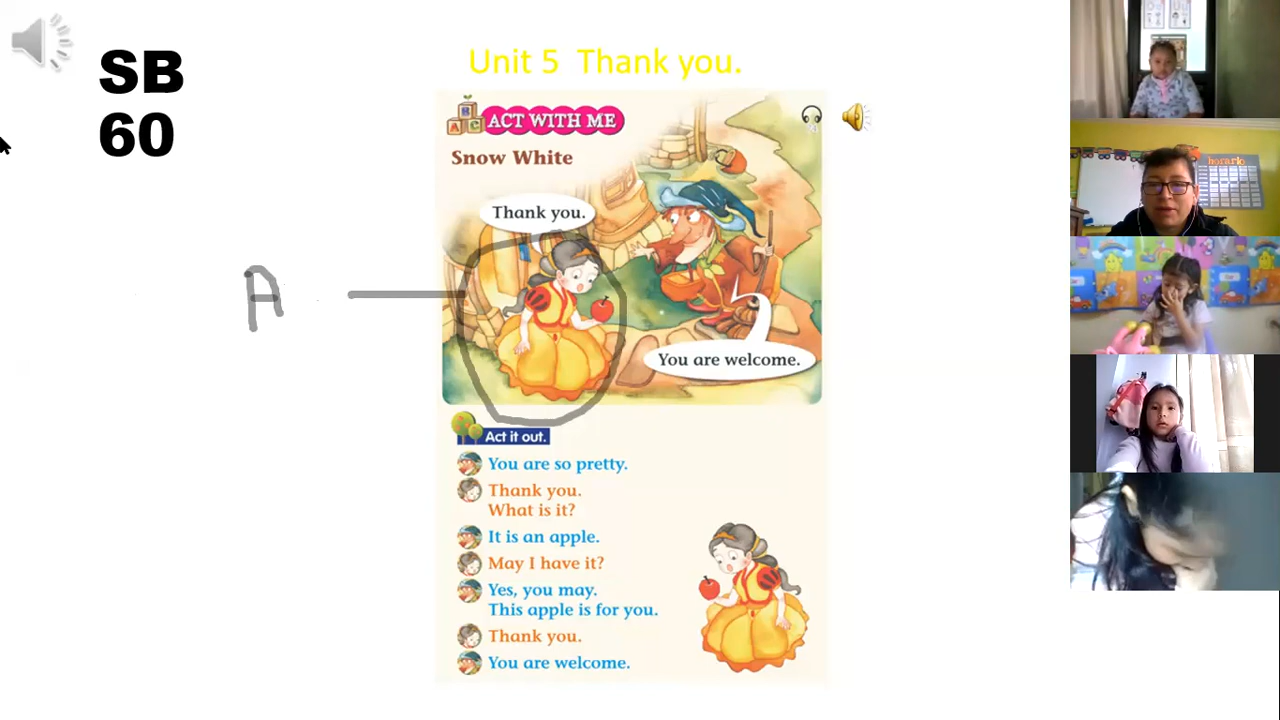 SB
60
Unit 5 Thank you.
ACT WITH ME
Snow White
Thank you.
A
You are welcome.
Act it out.
You are so pretty.
Thank you.
What is it?
It is an apple.
May I have it?
Yes, you may.
This apple is for you.
Thank you.
You are welcome.
horario